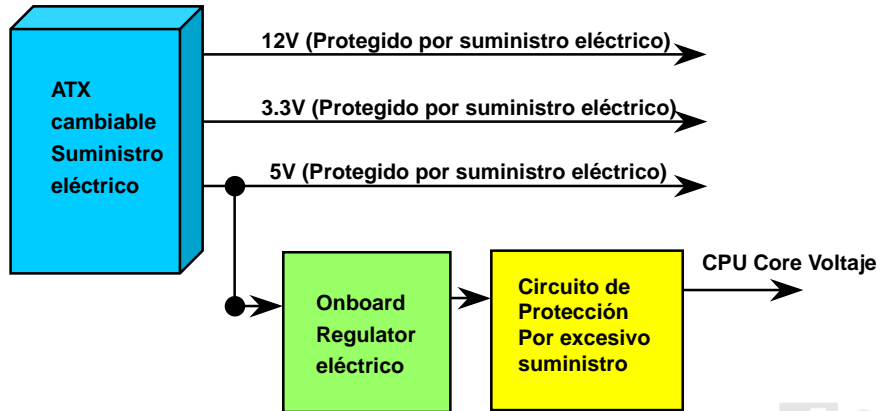 12V (Protegido por suministro eléctrico)
ATX
cambiable
Suministro
eléctrico
3.3V (Protegido por suministro eléctrico)
5V (Protegido por suministro eléctrico)
CPU Core Voltaje
Onboard
Regulator
eléctrico
Circuito de
Protección
Por excesivo
suministro